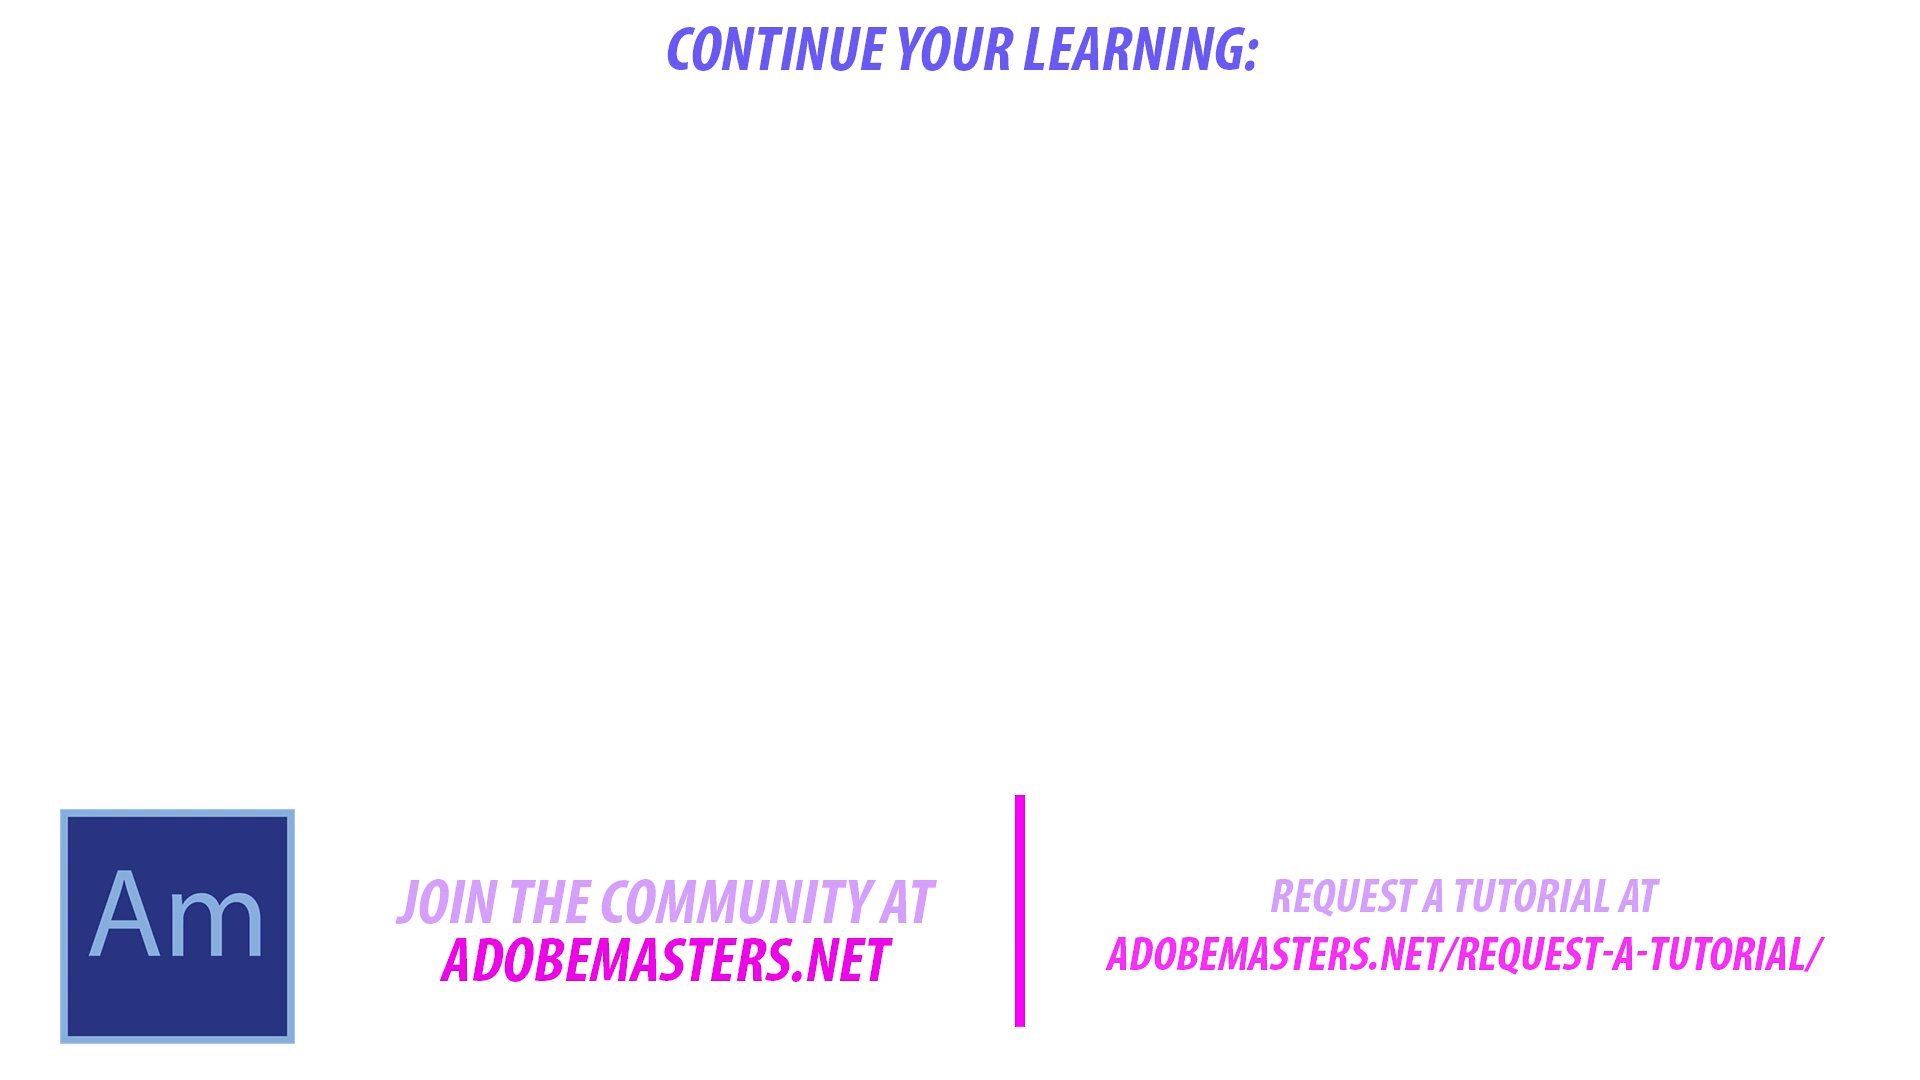 CONTINUE YOUR LEARNING:
Am
JOIN THE COMMUNITY AT
ADOBEMASTERS.NET
REQUEST A TUTORIAL AT
ADOBEMASTERS.NET/REQUEST-A-TUTORIAL/